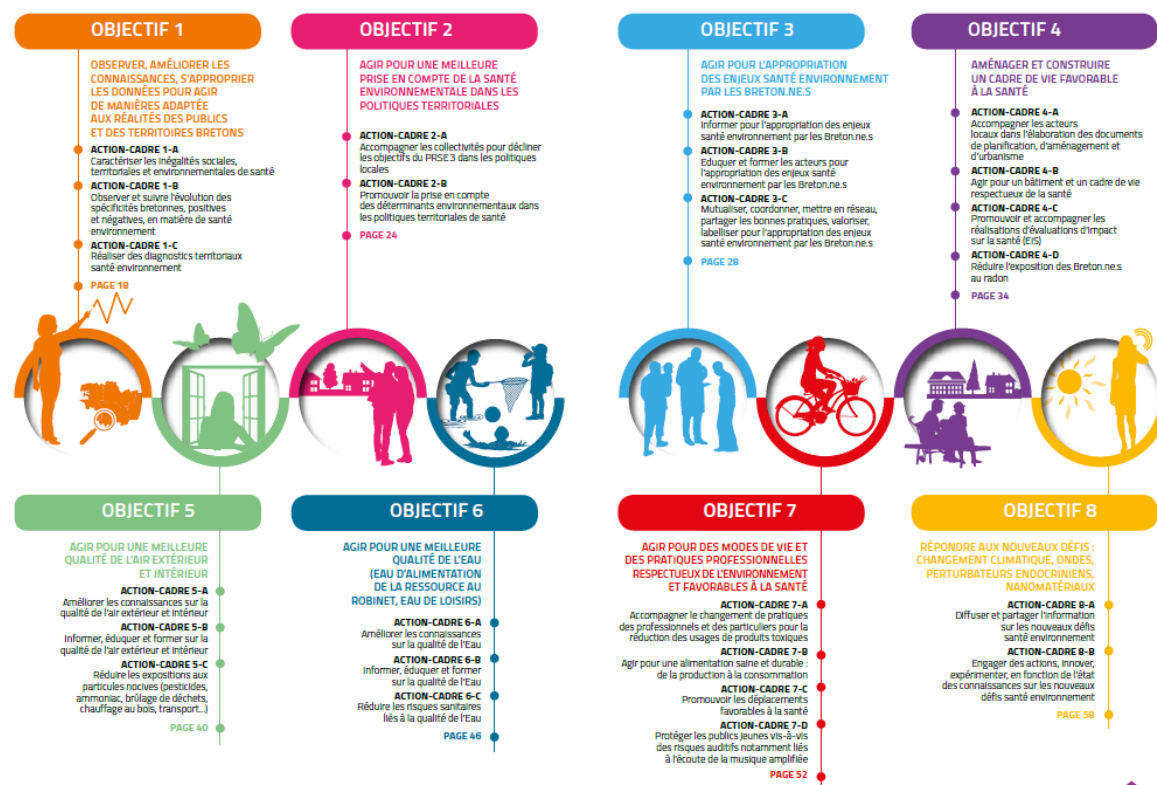 OBJECTIF 1
OBSERVER, AMÉLIORER LES
CONNAISSANCES, S'APPROPRIER
LES DONNÉES POUR AGIR
DE MANIÈRES ADAPTÉE
AUX RÉALITÉS DES PUBLICS
ET DES TERRITOIRES BRETONS
ACTION-CADRE 1-A
Caractériser les inégalités sociales,
territoriales et environnementales de santé
ACTION-CADRE 1-B
Observer et suivre l'évolution des
spécificités bretonnes, positives
et négatives, en matière de santé
environnement
ACTION-CADRE 1-C
Réaliser des diagnostics territoriaux
santé environnement
PAGE 18
OBJECTIF 2
AGIR POUR UNE MEILLEURE
PRISE EN COMPTE DE LA SANTÉ
ENVIRONNEMENTALE DANS LES
POLITIQUES TERRITORIALES
ACTION-CADRE 2-A
Accompagner les collectivités pour décliner
les objectifs du PRSE 3 dans les politiques
locales
ACTION-CADRE 2-B
Promouvoir la prise en compte
des déterminants environnementaux dans
les politiques territoriales de santé
PAGE 24
OBJECTIF 3
AGIR POUR L'APPROPRIATION
DES ENJEUX SANTÉ ENVIRONNEMENT
PAR LES BRETON.NE.S
ACTION-CADRE 3-A
Informer pour l'appropriation des enjeux
santé environnement par les Breton.ne.s
ACTION-CADRE 3-B
Eduquer et former les acteurs pour
l'appropriation des enjeux santé
environnement par les Breton.ne.s
ACTION-CADRE 3-C
Mutualiser, coordonner, mettre en réseau,
partager les bonnes pratiques, valoriser,
labelliser pour l'appropriation des enjeux
santé environnement par les Breton.ne.s
PAGE 28
OBJECTIF 4
AMÉNAGER ET CONSTRUIRE
UN CADRE DE VIE FAVORABLE
À LA SANTÉ
ACTION-CADRE 4-A
Accompagner les acteurs
locaux dans l'élaboration des documents
de planification, d'aménagement et
d'urbanisme
ACTION-CADRE 4-B
Agir pour un bâtiment et un cadre de vie
respectueux de la santé
ACTION-CADRE 4-C
Promouvoir et accompagner les
réalisations d'évaluations d'impact
sur la santé (EIS)
ACTION-CADRE 4-D
Réduire l'exposition des Breton.ne.s
au radon
PAGE 34
OBJECTIF 5
AGIR POUR UNE MEILLEURE
QUALITÉ DE L'AIR EXTÉRIEUR
ET INTÉRIEUR
ACTION-CADRE 5-A
Améliorer les connaissances sur la
qualité de l'air extérieur et intérieur
ACTION-CADRE 5-B
Informer, éduquer et former sur la
qualité de l'air extérieur et intérieur
ACTION-CADRE 5-C
Réduire les expositions aux
particules nocives (pesticides,
ammoniac, brûlage de déchets,
chauffage au bois, transport...)
PAGE 40
OBJECTIF 6
AGIR POUR UNE MEILLEURE
QUALITÉ DE L'EAU
(EAU D'ALIMENTATION
DE LA RESSOURCE AU
ROBINET, EAU DE LOISIRS)
ACTION-CADRE 6-A
Améliorer les connaissances
sur la qualité de l'Eau
ACTION-CADRE 6-B
Informer, éduquer et former
sur la qualité de l'Eau
ACTION-CADRE 6-C
Réduire les risques sanitaires
liés à la qualité de l'Eau
PAGE 46
OBJECTIF 7
AGIR POUR DES MODES DE VIE ET
DES PRATIQUES PROFESSIONNELLES
RESPECTUEUX DE L'ENVIRONNEMENT
ET FAVORABLES À LA SANTÉ
ACTION-CADRE 7-A
Accompagner le changement de pratiques
des professionnels et des particuliers pour la
réduction des usages de produits toxiques
ACTION-CADRE 7-B
Agir pour une alimentation saine et durable :
de la production à la consommation
ACTION-CADRE 7-C
Promouvoir les déplacements
favorables à la santé
ACTION-CADRE 7-D
Protéger les publics jeunes vis-à-vis
des risques auditifs notamment liés
à l'écoute de la musique amplifiée
PAGE 52
OBJECTIF 8
RÉPONDRE AUX NOUVEAUX DÉFIS :
CHANGEMENT CLIMATIQUE, ONDES,
PERTURBATEURS ENDOCRINIENS,
NANOMATÉRIAUX
ACTION-CADRE 8-A
Diffuser et partager l'information
sur les nouveaux défis
santé environnement
ACTION-CADRE 8-B
Engager des actions, innover,
expérimenter, en fonction de l'état
des connaissances sur les nouveaux
défis santé environnement
PAGE 58